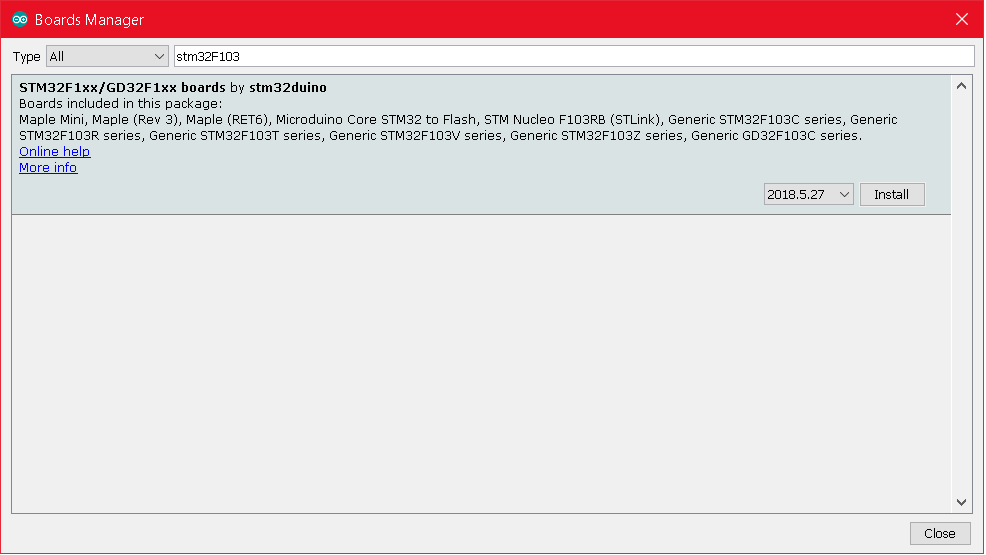 Boards Manager
Type All stm32F103
STM32F1xx/GD32F1xx boards by stm32duino
Boards included in this package:
Maple Mini, Maple (Rev 3), Maple (RET6), Microduino Core STM32 to Flash, STM Nucleo F103RB (STLink), Generic STM32F103C series, Generic
STM32F103R series, Generic STM32F103T series, Generic STM32F103V series, Generic STM32F103Z series, Generic GD32F103C series.
Online help
More info
2018.5.27 Install
Close